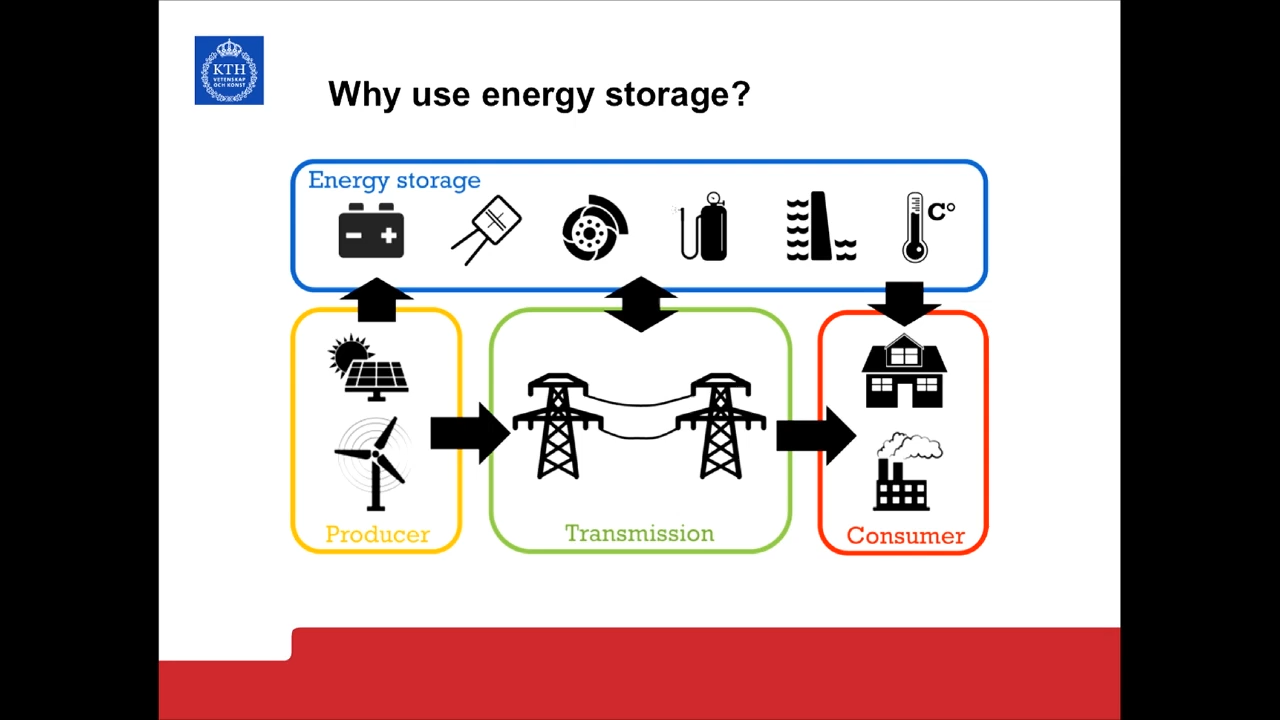 KTH
VETENSKAP
OCH KONST
Why use energy storage?
Energy storage
C°
Producer
Transmission
Consumer